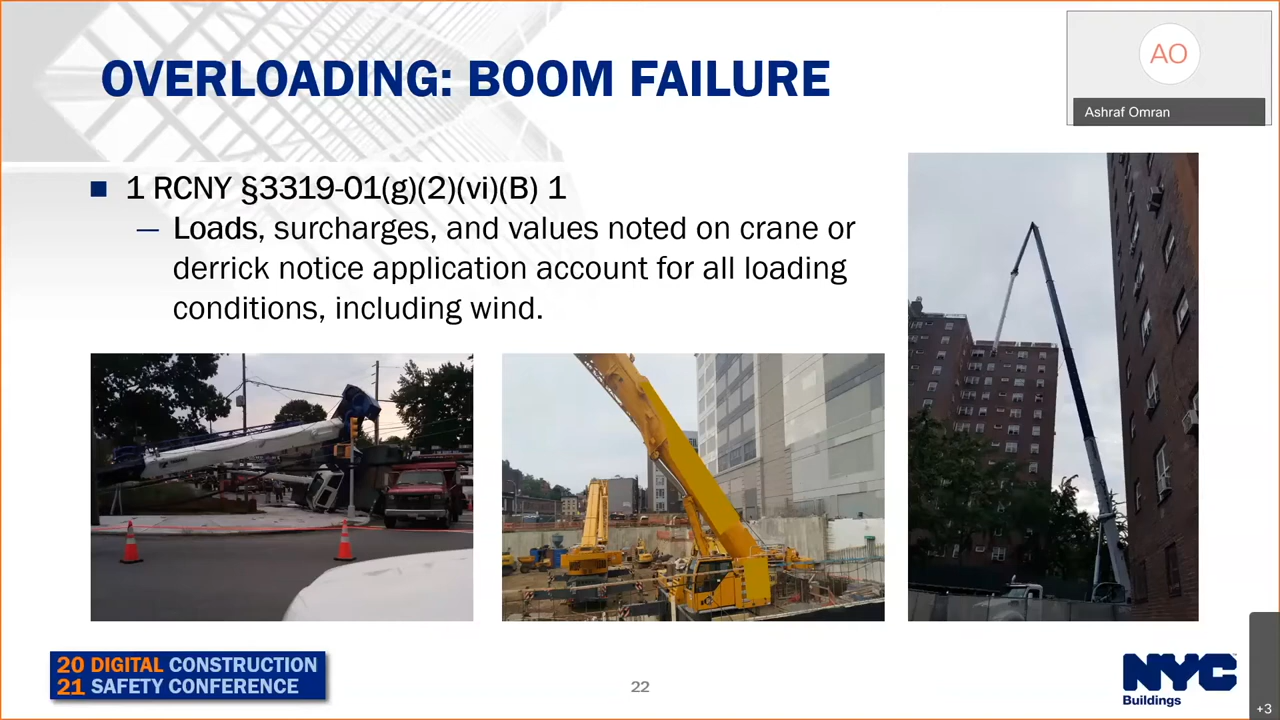 OVERLOADING: BOOM FAILURE
AO
Ashraf Omran
1 RCNY §3319-01(g)(2)(vi)(B) 1
— Loads, surcharges, and values noted on crane or
derrick notice application account for all loading
conditions, including wind.
20 DIGITAL CONSTRUCTION
21 SAFETY CONFERENCE
22
NYC
Buildings
+3